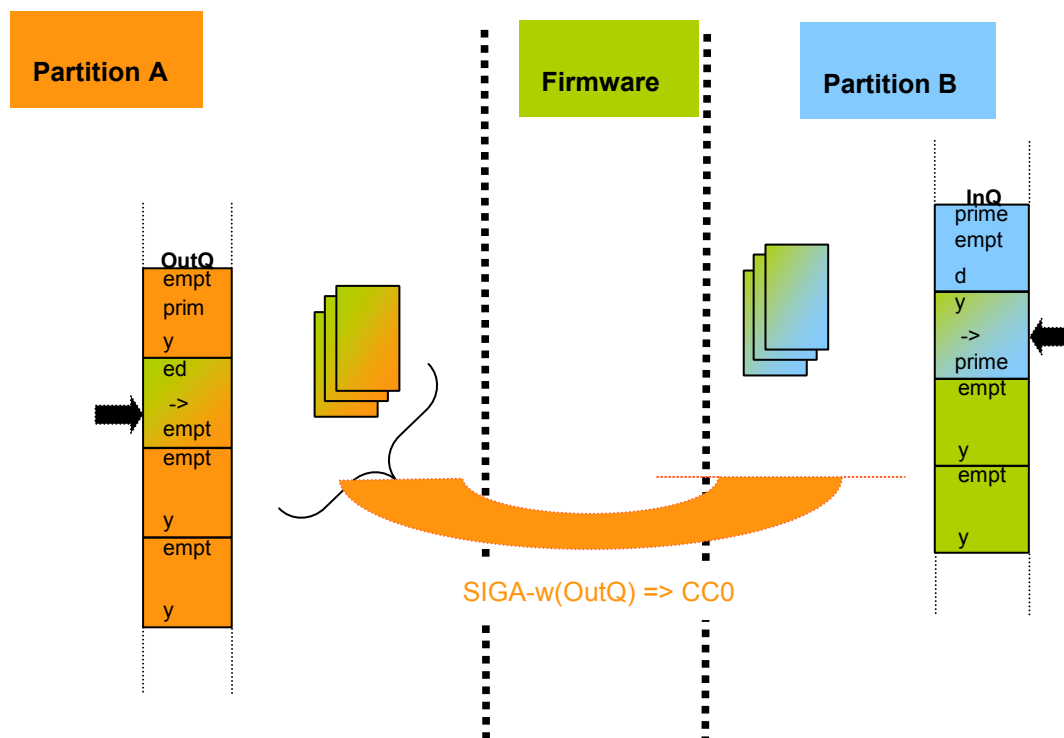 Partition A
Firmware
Partition B
OutQ
empt
prim
y
ed
->
empt
empt
y
empt
y
SIGA-w(OutQ) => CC0
InQ
prime
empt
d
y
->
prime
empt
y
empt
y